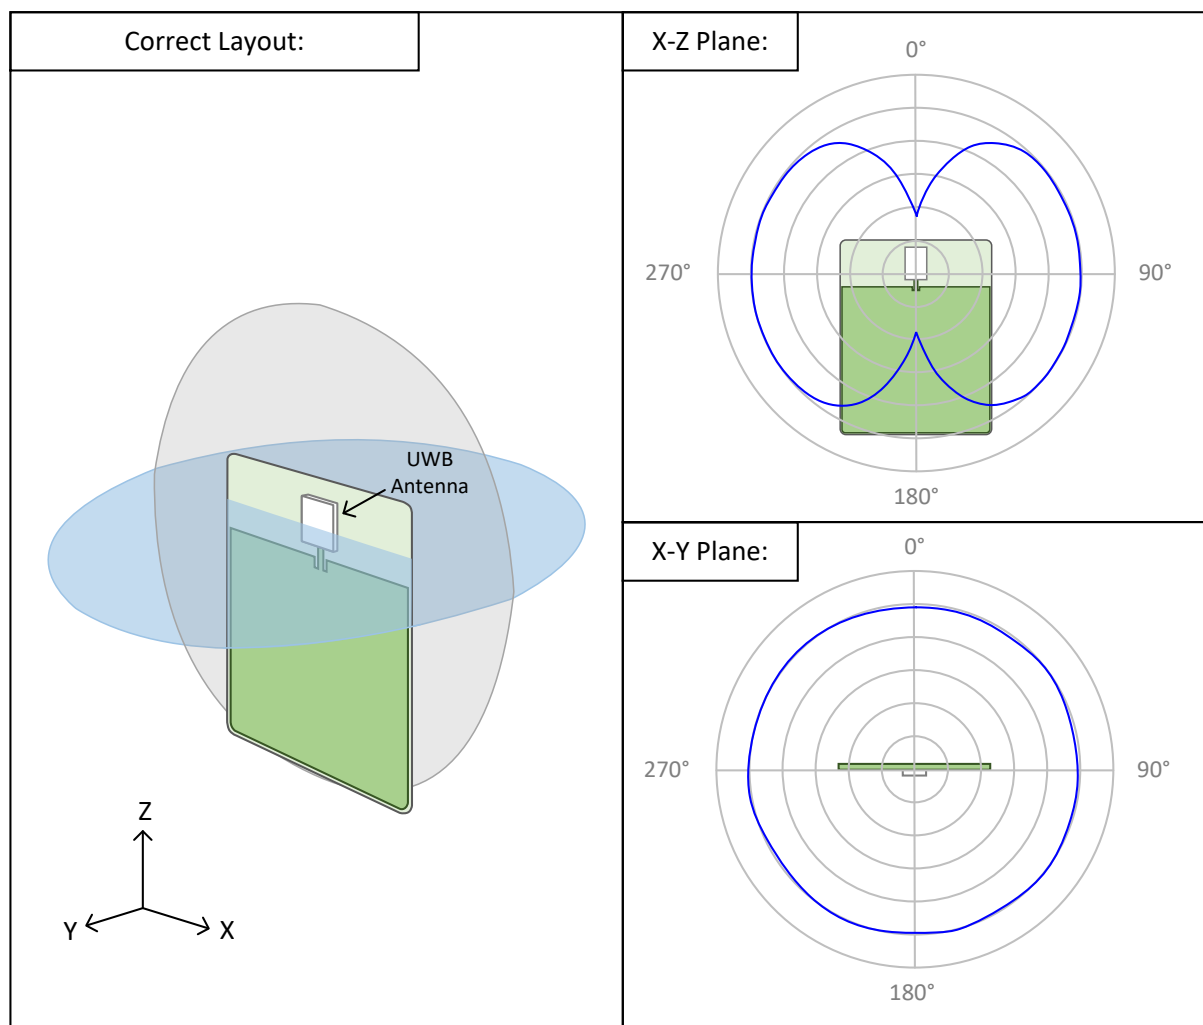 Correct Layout:
UWB
Antenna
Z
Y
X
X-Z Plane:
0°
270°
90°
180°
X-Y Plane:
0°
270°
90°
180°